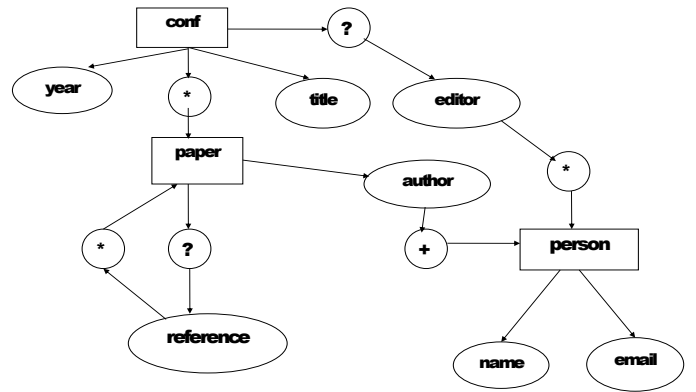 conf
?
year
*
title
editor
paper
author
*
*
?
+
person
reference
name
email